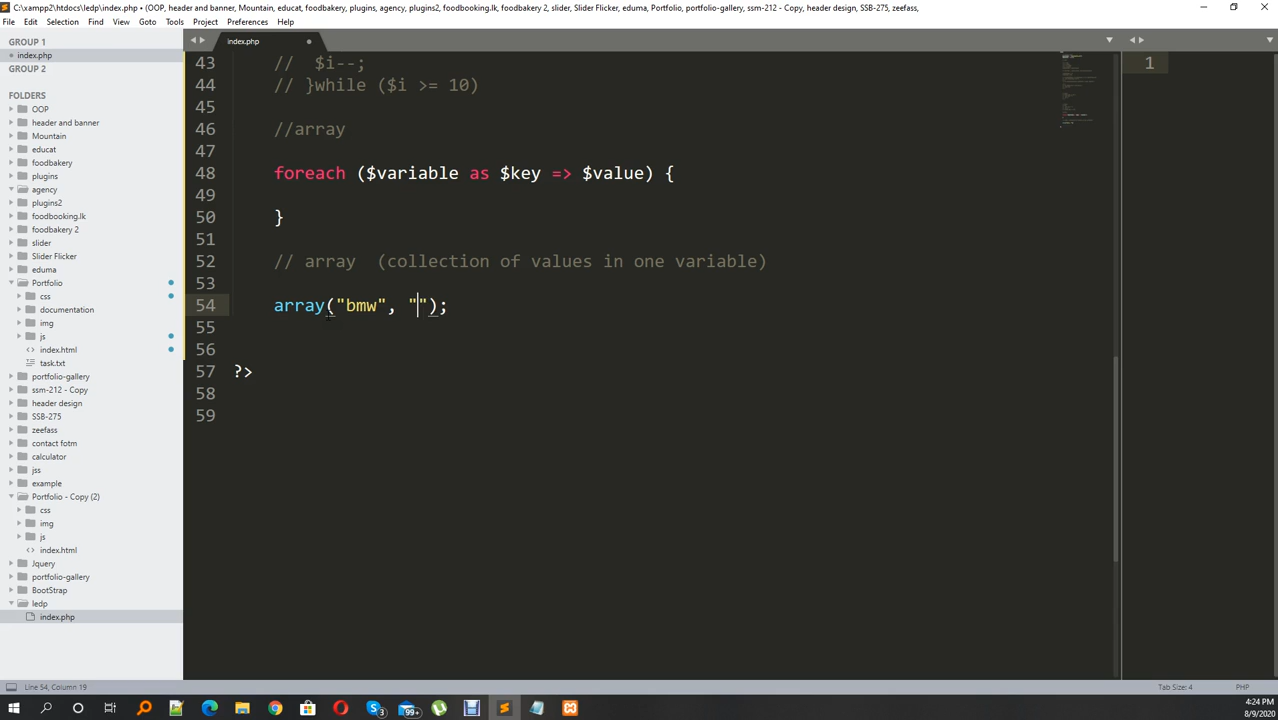 C:\xampp2\htdocs\ledp\index.php • (OOP, header and banner, Mountain, educat, foodbakery, plugins, agency, plugins2, foodbooking.lk, foodbakery 2, slider, Slider Flicker, eduma, Portfolio, portfolio-gallery, ssm-212 - Copy, header design, SSB-275, zeefass,
File Edit Selection Find View Goto Tools Project Preferences Help
GROUP 1
index.php
GROUP 2
FOLDERS
OOP
header and banner
Mountain
educat
foodbakery
plugins
agency
plugins2
foodbooking.lk
foodbakery 2
slider
Slider Flicker
eduma
Portfolio
css
documentation
img
js
index.html
task.txt
portfolio-gallery
ssm-212 - Copy
header design
SSB-275
zeefass
contact fotm
calculator
jss
example
Portfolio - Copy (2)
css
img
js
index.html
Jquery
portfolio-gallery
BootStrap
ledp
index.php
index.php
43 // $i--;
44 // }while ($i >= 10)
45
46 //array
47
48 foreach ($variable as $key => $value) {
49
50 }
51
52 // array (collection of values in one variable)
53
54 array("bmw", "");
55
56
57 ?>
58
59
1
Line 54, Column 19
Tab Size: 4 PHP
3
99+
4:24 PM
8/9/2020